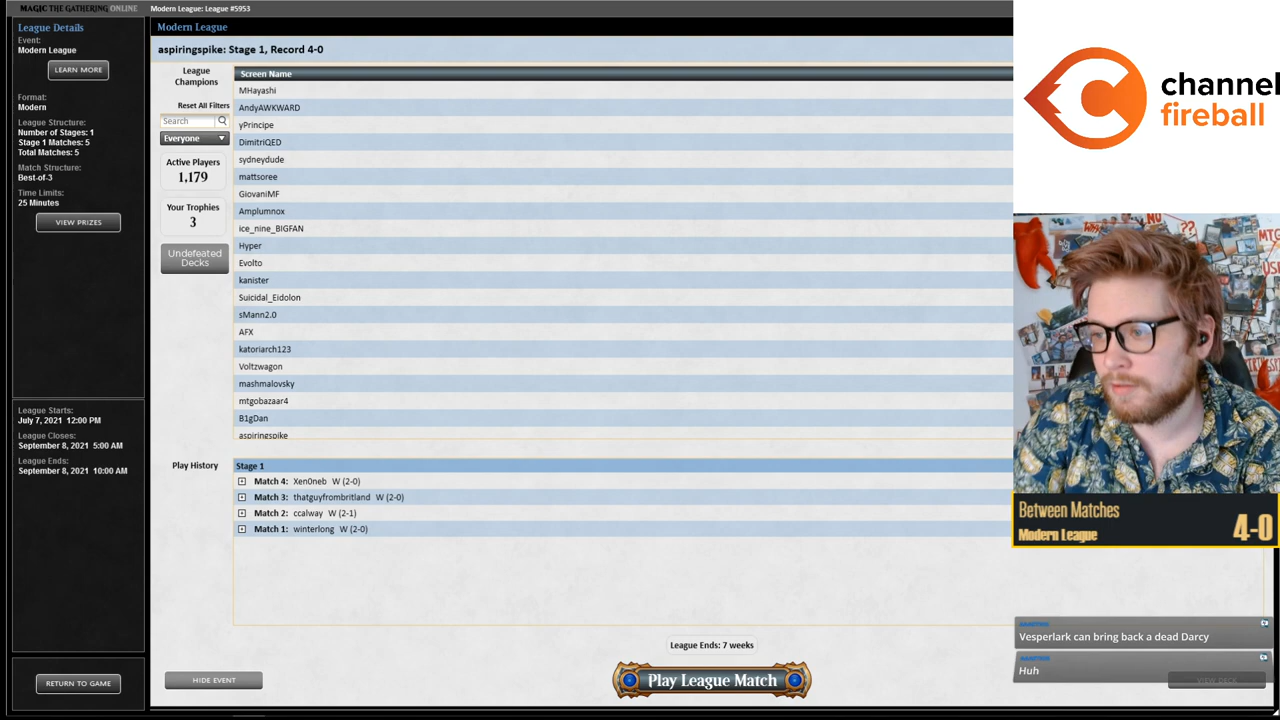 MAGIC THE GATHERING ONLINE
Modern League: League #5953
League Details
Event:
Modern League
LEARN MORE
Format:
Modern
League Structure:
Number of Stages: 1
Stage 1 Matches: 5
Total Matches: 5
Match Structure:
Best-of-3
Time Limits:
25 Minutes
VIEW PRIZES
League Starts:
July 7, 2021 12:00 PM
League Closes:
September 8, 2021 5:00 AM
League Ends:
September 8, 2021 10:00 AM
RETURN TO GAME
Modern League
aspiringspike: Stage 1, Record 4-0
League
Champions
Reset All Filters
Search
Everyone
Active Players
1,179
Your Trophies
3
Undefeated
Decks
Screen Name
MHayashi
AndyAWKWARD
yPrincipe
DimitriQED
sydneydude
mattsoree
GiovaniMF
Amplumnox
ice_nine_BIGFAN
Hyper
Evolto
kanister
Suicidal_Eidolon
sMann2.0
AFX
katoriarch123
Voltzwagon
mashmalovsky
mtgobazaar4
B1gDan
aspiringspike
Play History
Stage 1
Match 4: Xen0neb W (2-0)
Match 3: thatguyfrombritland W (2-0)
Match 2: ccalway W (2-1)
Match 1: winterlong W (2-0)
League Ends: 7 weeks
HIDE EVENT
Play League Match
VIEW DECK
channel
fireball
NO
??
MTG
Between Matches
Modern League
4-0
Vesperlark can bring back a dead Darcy
Huh